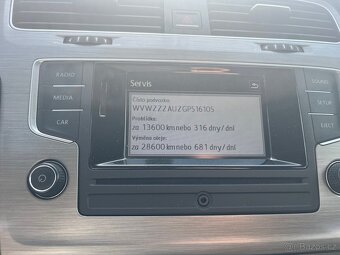 RADIO
MEDIA
CAR
Servis
Číslo podvozku:
WVWZZZAUZGP516105
Prohlídka:
za 13600 km nebo 316 dny / dní
Výměna oleje:
za 28600 km nebo 681 dny / dní
SOUND
SETUP
EJECT